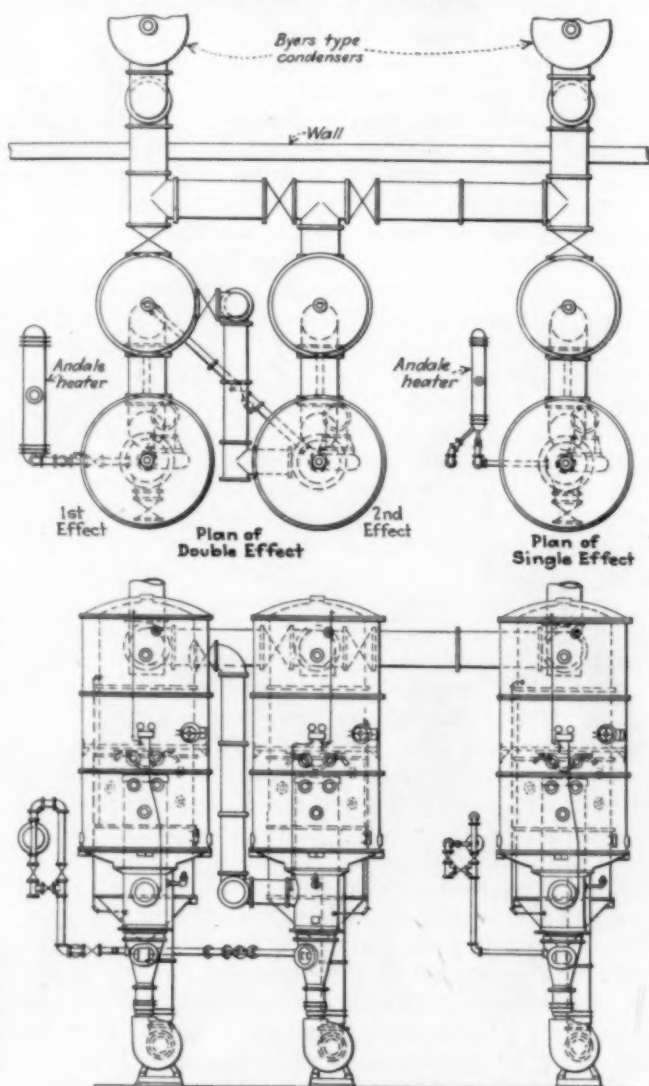 Byers type
condensers
Wall
Andale
heater
Andale
heater
1st
Effect
Plan of
Double Effect
2nd
Effect
Plan of
Single Effect